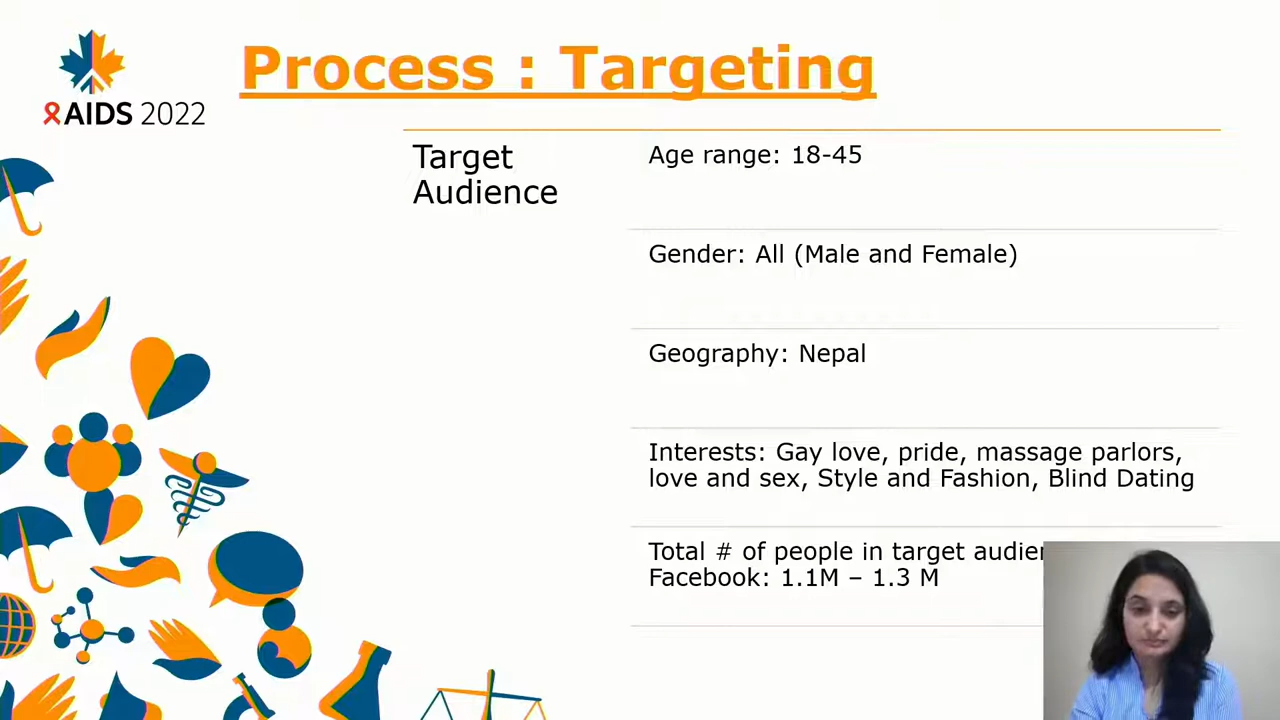 AIDS 2022
Process : Targeting
Target
Audience
Age range: 18-45
Gender: All (Male and Female)
Geography: Nepal
Interests: Gay love, pride, massage parlors,
love and sex, Style and Fashion, Blind Dating
Total # of people in target
Facebook: 1.1M – 1.3 M